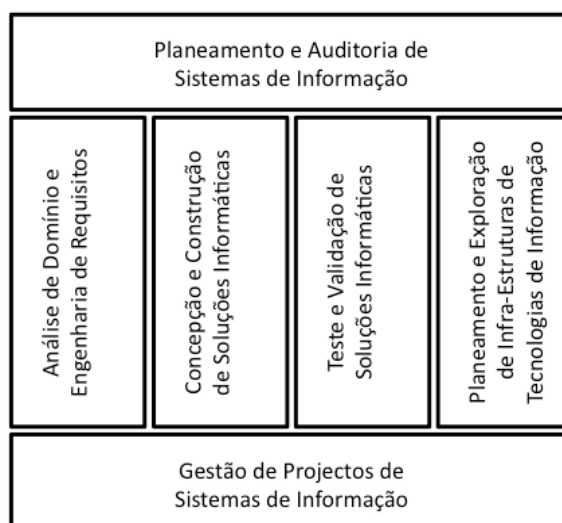 Planeamento e Auditoria de
Sistemas de Informação
Análise de Domínio e
Engenharia de Requisitos
Concepção e Construção
de Soluções Informáticas
Teste e Validação de
Soluções Informáticas
Planeamento e Exploração
de Infra-Estruturas de
Tecnologias de Informação
Gestão de Projectos de
Sistemas de Informação